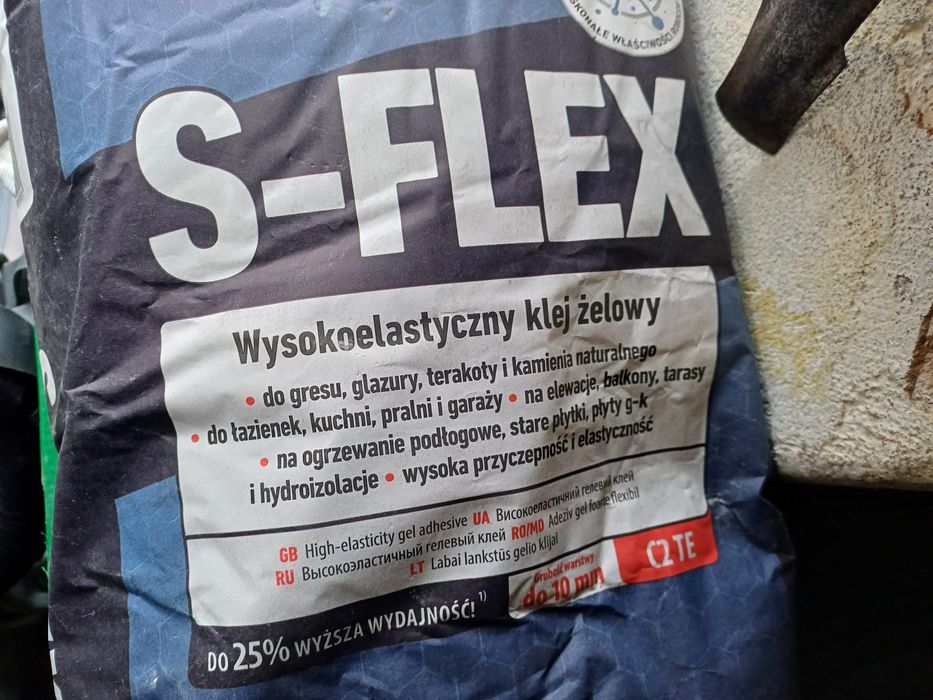 WŁAŚCIWOŚCI
S-FLEX
Wysokoelastyczny klej żelowy
• do gresu, glazury, terakoty i kamienia naturalnego
• do łazienek, kuchni, pralni i garaży • na elewacje, balkony, tarasy
• na ogrzewanie podłogowe, stare płytki, płyty g-k
i hydroizolacje • wysoka przyczepność i elastyczność
GB High-elasticity gel adhesive UA Високоеластичний гелевий клей
RU Высокоэластичный гелевый клей RO/MD Adeziv gel foarte flexibil
LT Labai lankstūs gelio klijai
Grubość warstwy
do 10 mm
C2 TE
DO 25% WYŻSZA WYDAJNOŚĆ! 1)